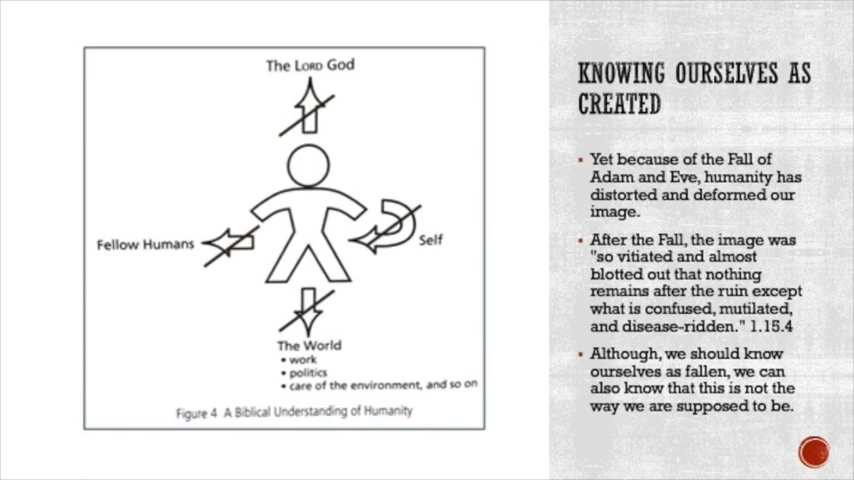 The LORD God
Fellow Humans
Self
The World
• work
• politics
• care of the environment, and so on
Figure 4 A Biblical Understanding of Humanity
KNOWING OURSELVES AS
CREATED
▪ Yet because of the Fall of
Adam and Eve, humanity has
distorted and deformed our
image.
▪ After the Fall, the image was
"so vitiated and almost
blotted out that nothing
remains after the ruin except
what is confused, mutilated,
and disease-ridden." 1.15.4
▪ Although, we should know
ourselves as fallen, we can
also know that this is not the
way we are supposed to be.